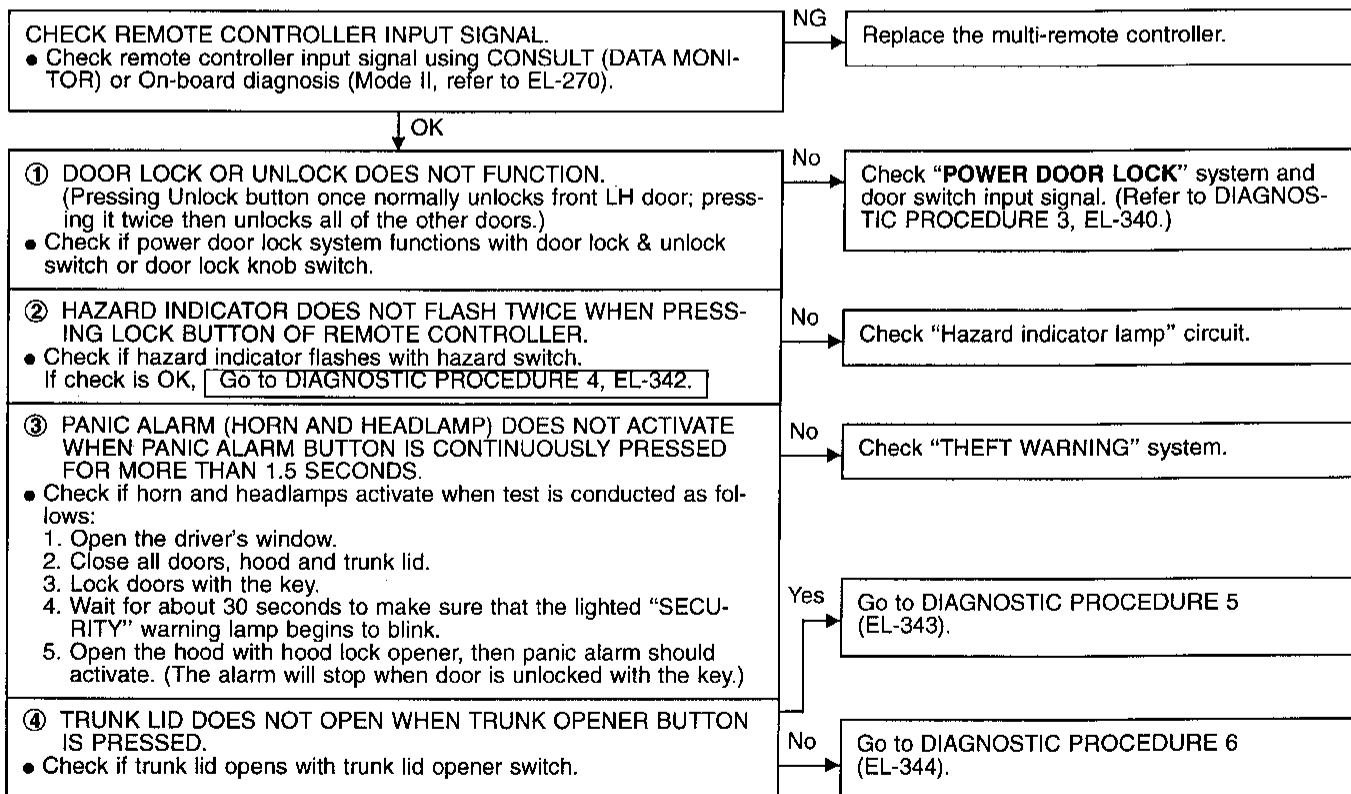 CHECK REMOTE CONTROLLER INPUT SIGNAL.
● Check remote controller input signal using CONSULT (DATA MONI-
TOR) or On-board diagnosis (Mode II, refer to EL-270).
NG
Replace the multi-remote controller.
OK
① DOOR LOCK OR UNLOCK DOES NOT FUNCTION.
(Pressing Unlock button once normally unlocks front LH door; press-
ing it twice then unlocks all of the other doors.)
● Check if power door lock system functions with door lock & unlock
switch or door lock knob switch.
No
Check “POWER DOOR LOCK” system and
door switch input signal. (Refer to DIAGNOS-
TIC PROCEDURE 3, EL-340.)
② HAZARD INDICATOR DOES NOT FLASH TWICE WHEN PRESS-
ING LOCK BUTTON OF REMOTE CONTROLLER.
● Check if hazard indicator flashes with hazard switch.
If check is OK, Go to DIAGNOSTIC PROCEDURE 4, EL-342.
No
Check “Hazard indicator lamp” circuit.
③ PANIC ALARM (HORN AND HEADLAMP) DOES NOT ACTIVATE
WHEN PANIC ALARM BUTTON IS CONTINUOUSLY PRESSED
FOR MORE THAN 1.5 SECONDS.
● Check if horn and headlamps activate when test is conducted as fol-
lows:
1. Open the driver’s window.
2. Close all doors, hood and trunk lid.
3. Lock doors with the key.
4. Wait for about 30 seconds to make sure that the lighted “SECU-
RITY” warning lamp begins to blink.
5. Open the hood with hood lock opener, then panic alarm should
activate. (The alarm will stop when door is unlocked with the key.)
No
Check “THEFT WARNING” system.
④ TRUNK LID DOES NOT OPEN WHEN TRUNK OPENER BUTTON
IS PRESSED.
● Check if trunk lid opens with trunk lid opener switch.
Yes
Go to DIAGNOSTIC PROCEDURE 5
(EL-343).
No
Go to DIAGNOSTIC PROCEDURE 6
(EL-344).